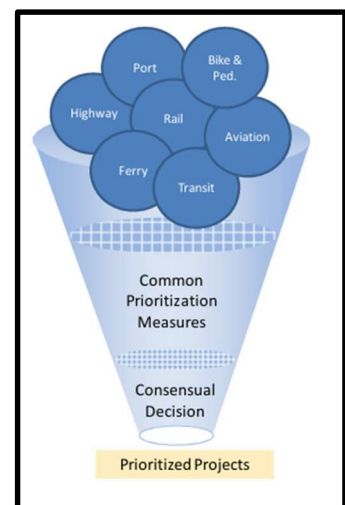 Port
Bike &
Ped.
Highway
Rail
Aviation
Ferry
Transit
Common
Prioritization
Measures
Consensual
Decision
Prioritized Projects